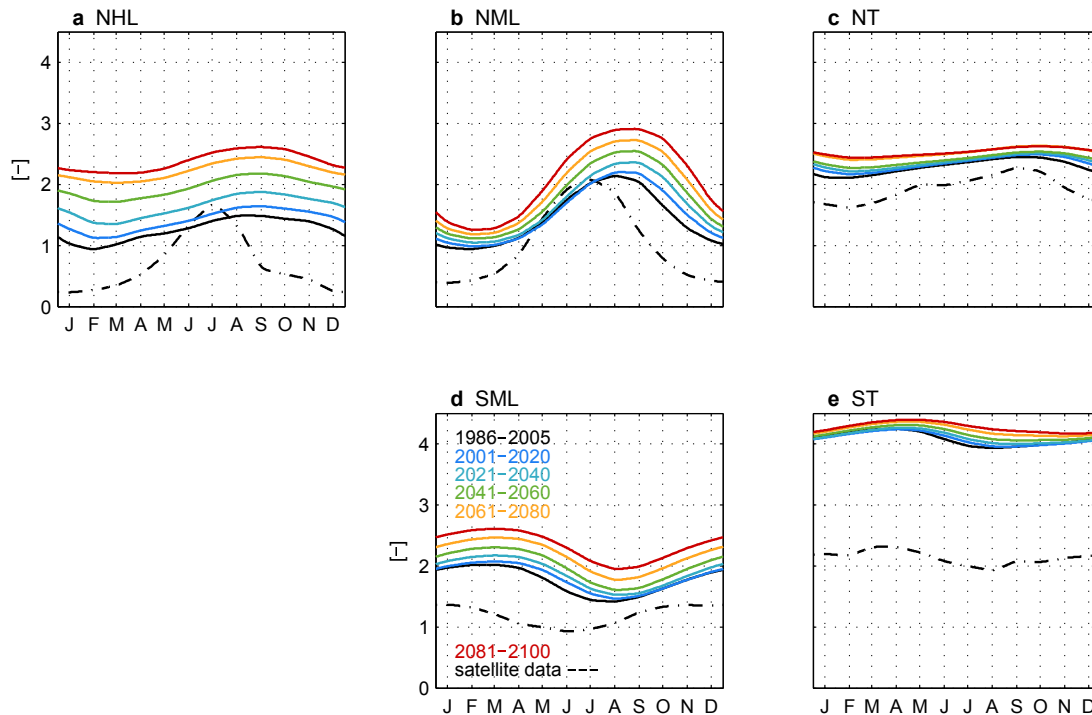 a NHL
b NML
c NT
4
3
2
1
0
[-]
J F M A M J J A S O N D
d SML
e ST
1986-2005
2001-2020
2021-2040
2041-2060
2061-2080
2081-2100
satellite data ---
4
3
2
1
0
[-]
J F M A M J J A S O N D
J F M A M J J A S O N D